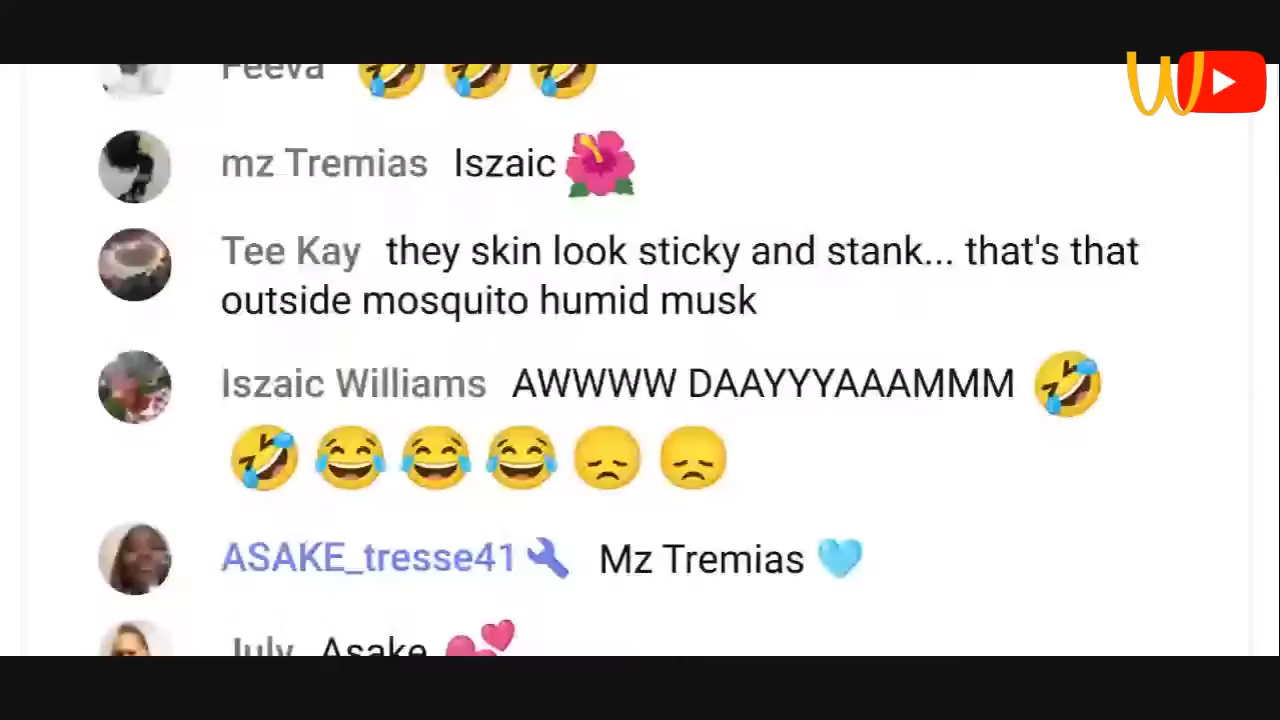 Feeva 🤣 🤣 🤣
mz Tremias Iszaic 🌺
Tee Kay they skin look sticky and stank... that's that
outside mosquito humid musk
Iszaic Williams AWWWW DAAYYYAAAMMM 🤣
🤣 😂 😂 😂 😞 😞
ASAKE_tresse41 🔧 Mz Tremias 🩵
July Asake 💕